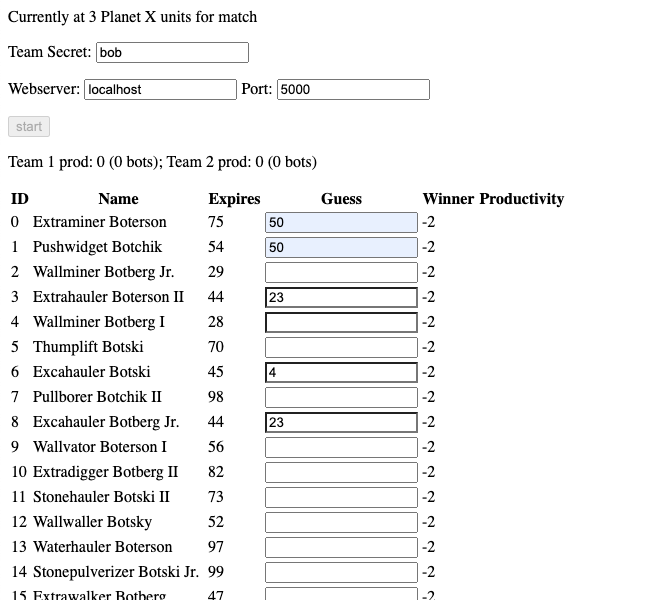 Currently at 3 Planet X units for match
Team Secret: bob
Webserver: localhost Port: 5000
start
Team 1 prod: 0 (0 bots); Team 2 prod: 0 (0 bots)
ID Name Expires Guess Winner Productivity
0 Extraminer Boterson 75 50 -2
1 Pushwidget Botchik 54 50 -2
2 Wallminer Botberg Jr. 29 -2
3 Extrahauler Boterson II 44 23 -2
4 Wallminer Botberg I 28 -2
5 Thumplift Botski 70 -2
6 Excahauler Botski 45 4 -2
7 Pullborer Botchik II 98 -2
8 Excahauler Botberg Jr. 44 23 -2
9 Wallvator Boterson I 56 -2
10 Extradigger Botberg II 82 -2
11 Stonehauler Botski II 73 -2
12 Wallwaller Botsky 52 -2
13 Waterhauler Boterson 97 -2
14 Stonepulverizer Botski Jr. 99 -2
15 Extrawalker Botberg 47 -2